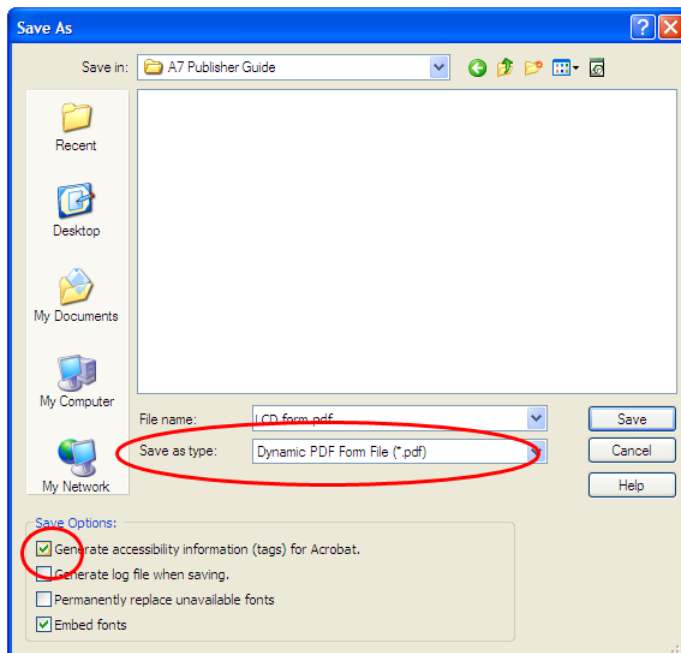 Save As
Save in: A7 Publisher Guide
Recent
Desktop
My Documents
My Computer
My Network
File name: LCD form.pdf Save
Save as type: Dynamic PDF Form File (*.pdf) Cancel
Help
Save Options:
Generate accessibility information (tags) for Acrobat.
Generate log file when saving.
Permanently replace unavailable fonts
Embed fonts